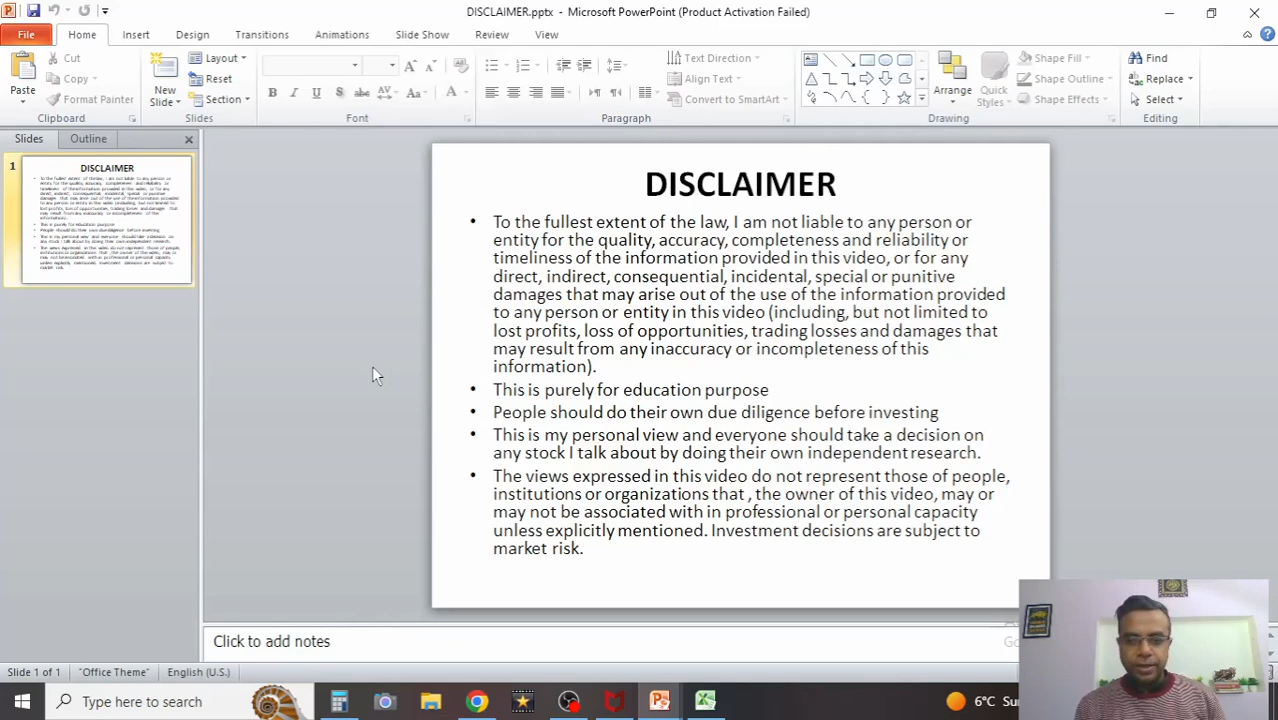 DISCLAIMER.pptx - Microsoft PowerPoint (Product Activation Failed)
File Home Insert Design Transitions Animations Slide Show Review View
Paste
Cut
Copy
Format Painter
Clipboard
New Slide
Layout
Reset
Section
Slides
Font
Paragraph
Text Direction
Align Text
Convert to SmartArt
Arrange
Quick Styles
Shape Fill
Shape Outline
Shape Effects
Drawing
Find
Replace
Select
Editing
Slides Outline
1
DISCLAIMER
DISCLAIMER
• To the fullest extent of the law, I am not liable to any person or
entity for the quality, accuracy, completeness and reliability or
timeliness of the information provided in this video, or for any
direct, indirect, consequential, incidental, special or punitive
damages that may arise out of the use of the information provided
to any person or entity in this video (including, but not limited to
lost profits, loss of opportunities, trading losses and damages that
may result from any inaccuracy or incompleteness of this
information).
• This is purely for education purpose
• People should do their own due diligence before investing
• This is my personal view and everyone should take a decision on
any stock I talk about by doing their own independent research.
• The views expressed in this video do not represent those of people,
institutions or organizations that , the owner of this video, may or
may not be associated with in professional or personal capacity
unless explicitly mentioned. Investment decisions are subject to
market risk.
Click to add notes
Slide 1 of 1 "Office Theme" English (U.S.)
Type here to search
6°C